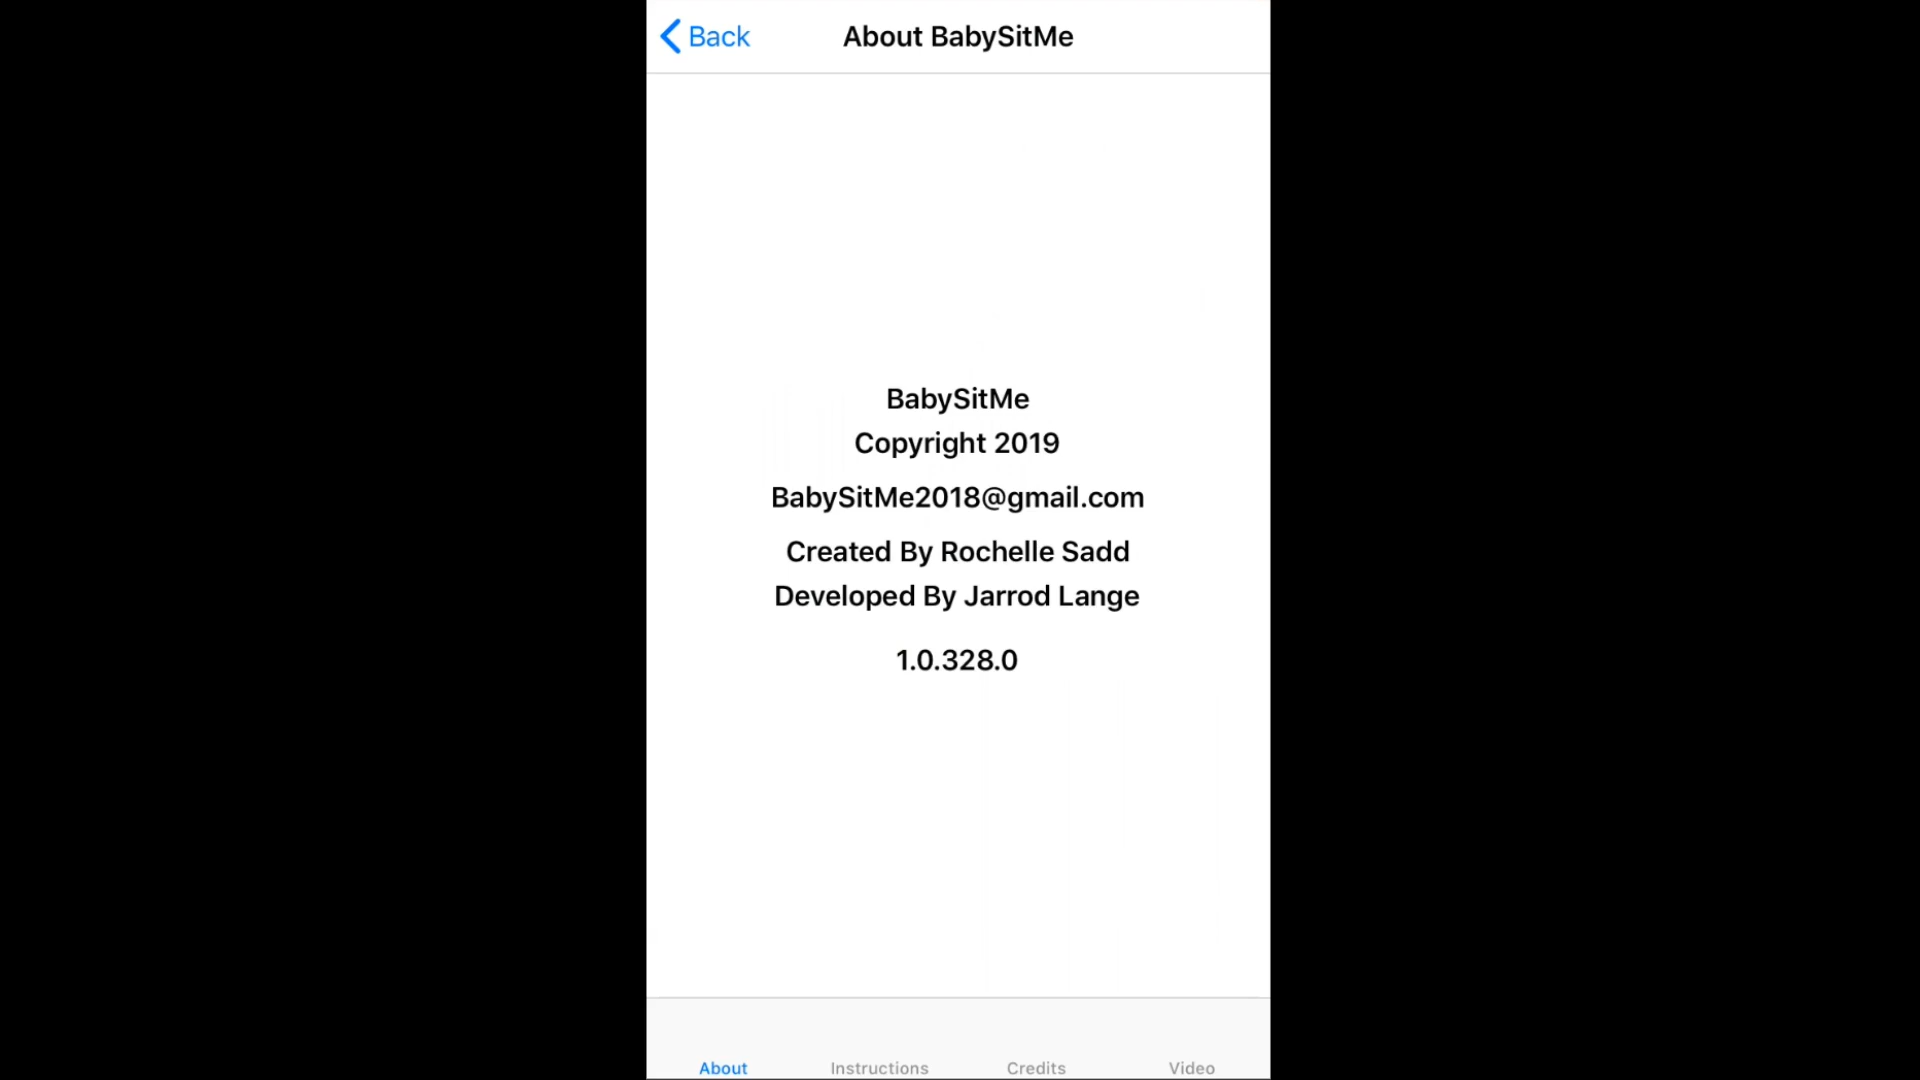 Back
About BabySitMe
BabySitMe
Copyright 2019
BabySitMe2018@gmail.com
Created By Rochelle Sadd
Developed By Jarrod Lange
1.0.328.0
About
Instructions
Credits
Video